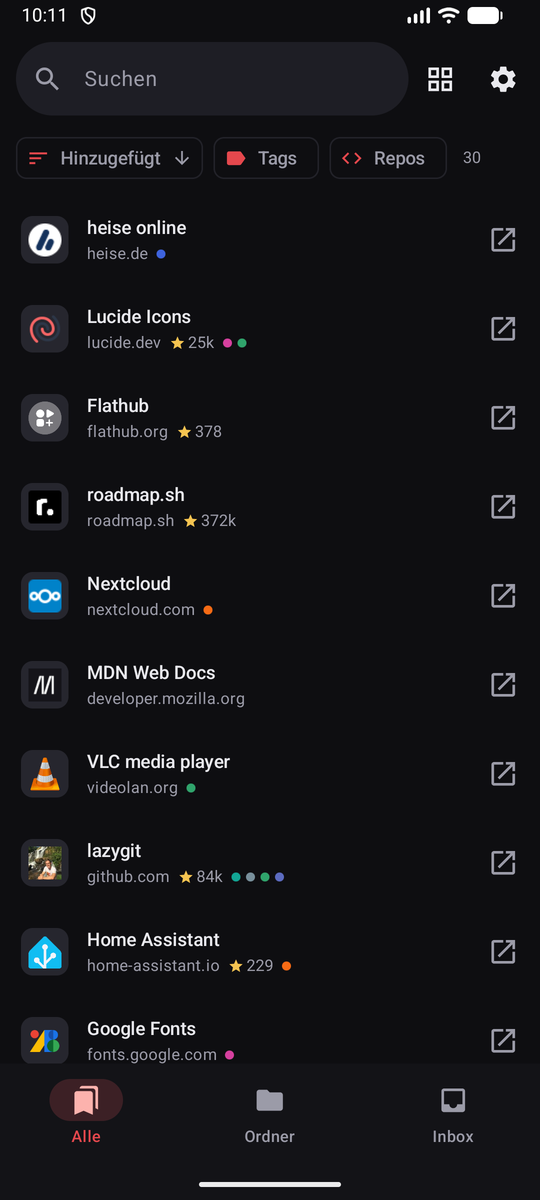 10:11
Suchen
Hinzugefügt
Tags
Repos
30
heise online
heise.de
Lucide Icons
lucide.dev 25k
Flathub
flathub.org 378
roadmap.sh
roadmap.sh 372k
Nextcloud
nextcloud.com
MDN Web Docs
developer.mozilla.org
VLC media player
videolan.org
lazygit
github.com 84k
Home Assistant
home-assistant.io 229
Google Fonts
fonts.google.com
Alle
Ordner
Inbox